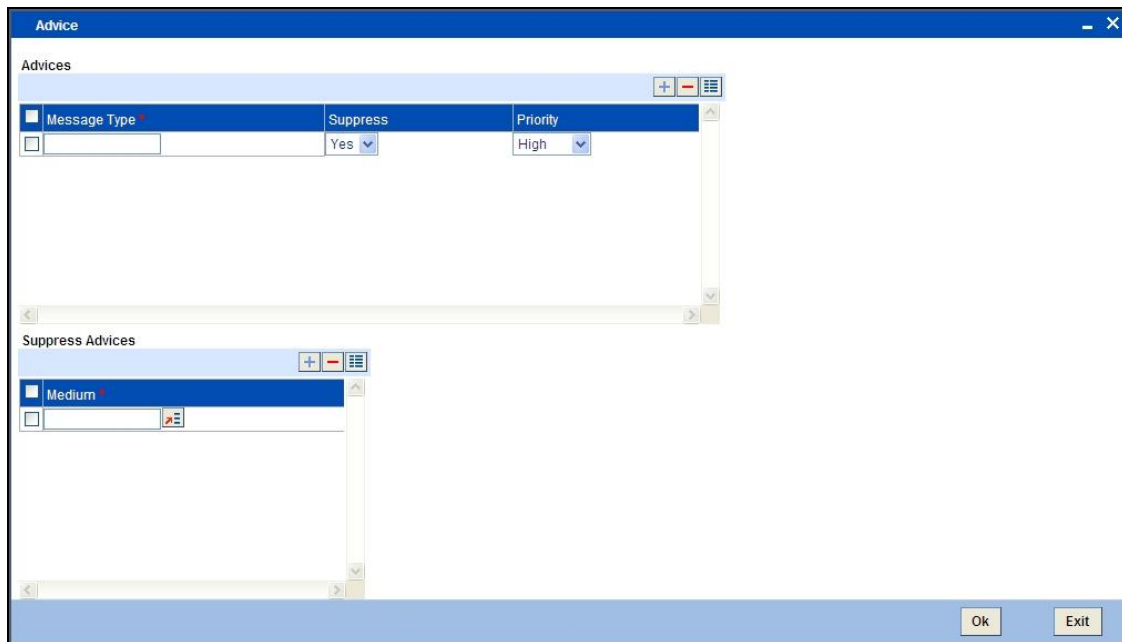 Advice
Advices
Message Type * Suppress Priority
Yes High
Suppress Advices
Medium *
Ok Exit